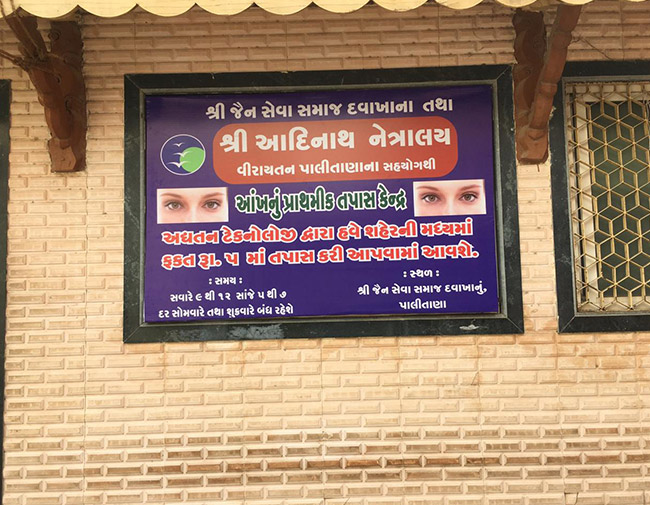 શ્રી જૈન સેવા સમાજ દવાખાના તથા
શ્રી આદિનાથ નેત્રાલય
વીરાયતન પાલીતાણાના સહયોગથી
આંખનું પ્રાથમીક તપાસ કેન્દ્ર
અદ્યતન ટેકનોલોજી દ્વારા હવે શહેરની મધ્યમાં
ફકત રૂા. ૫ માં તપાસ કરી આપવામાં આવશે.
: સમય :
સવારે ૯ થી ૧૨ સાંજે ૫ થી ૭
દર સોમવારે તથા શુક્રવારે બંધ રહેશે
: સ્થળ :
શ્રી જૈન સેવા સમાજ દવાખાનું,
પાલીતાણા